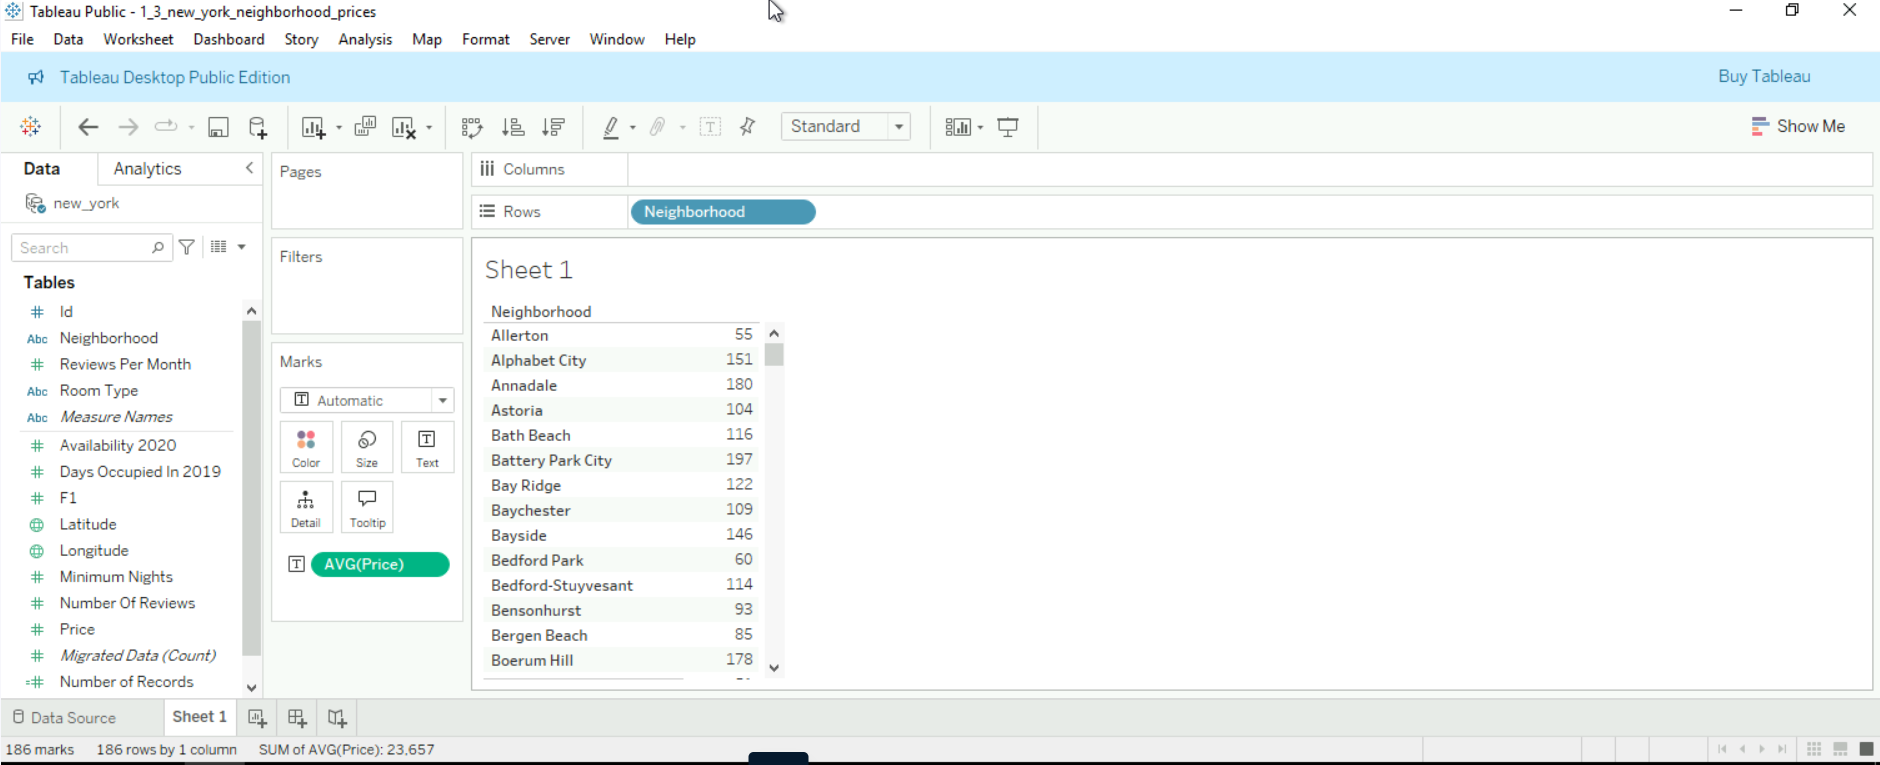 Tableau Public - 1_3_new_york_neighborhood_prices
File Data Worksheet Dashboard Story Analysis Map Format Server Window Help
Tableau Desktop Public Edition
Buy Tableau
Standard
Show Me
Data Analytics
new_york
Search
Tables
# Id
Abc Neighborhood
# Reviews Per Month
Abc Room Type
Abc Measure Names
# Availability 2020
# Days Occupied In 2019
# F1
Latitude
Longitude
# Minimum Nights
# Number Of Reviews
# Price
# Migrated Data (Count)
=# Number of Records
Pages
Filters
Marks
T Automatic
Color Size T Text
Detail Tooltip
T AVG(Price)
Columns
Rows Neighborhood
Sheet 1
Neighborhood
Allerton 55
Alphabet City 151
Annadale 180
Astoria 104
Bath Beach 116
Battery Park City 197
Bay Ridge 122
Baychester 109
Bayside 146
Bedford Park 60
Bedford-Stuyvesant 114
Bensonhurst 93
Bergen Beach 85
Boerum Hill 178
Data Source Sheet 1
186 marks 186 rows by 1 column SUM of AVG(Price): 23,657